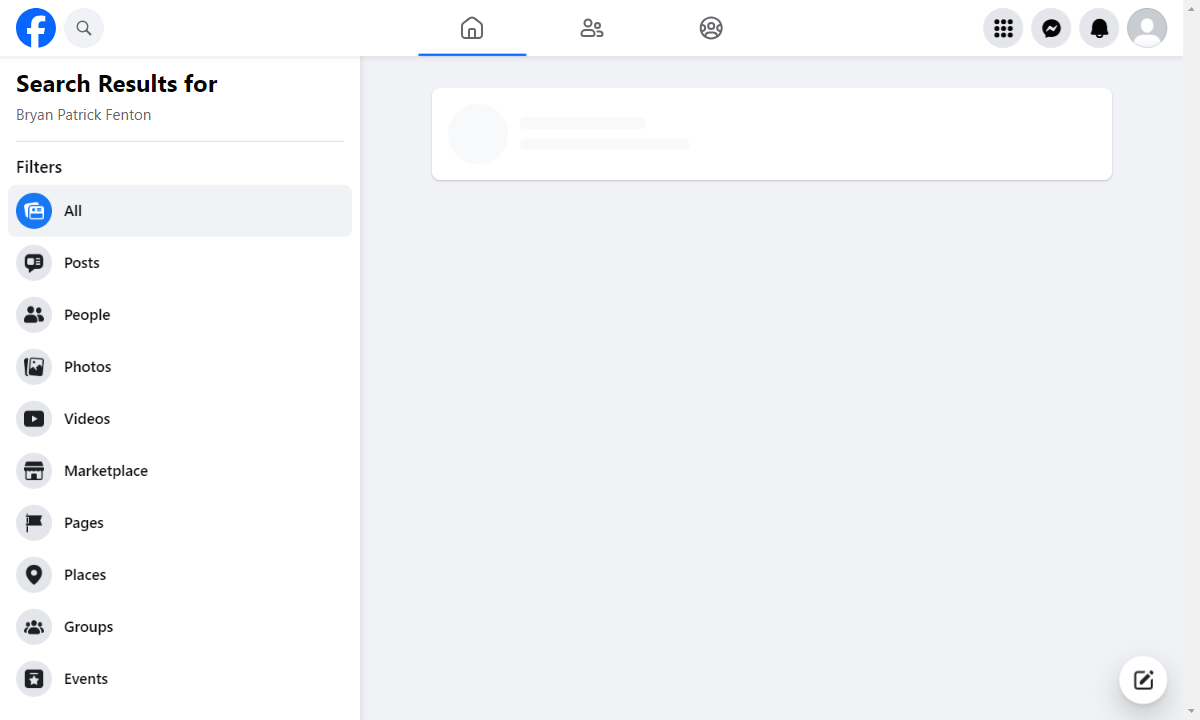 Search Results for
Bryan Patrick Fenton
Filters
All
Posts
People
Photos
Videos
Marketplace
Pages
Places
Groups
Events